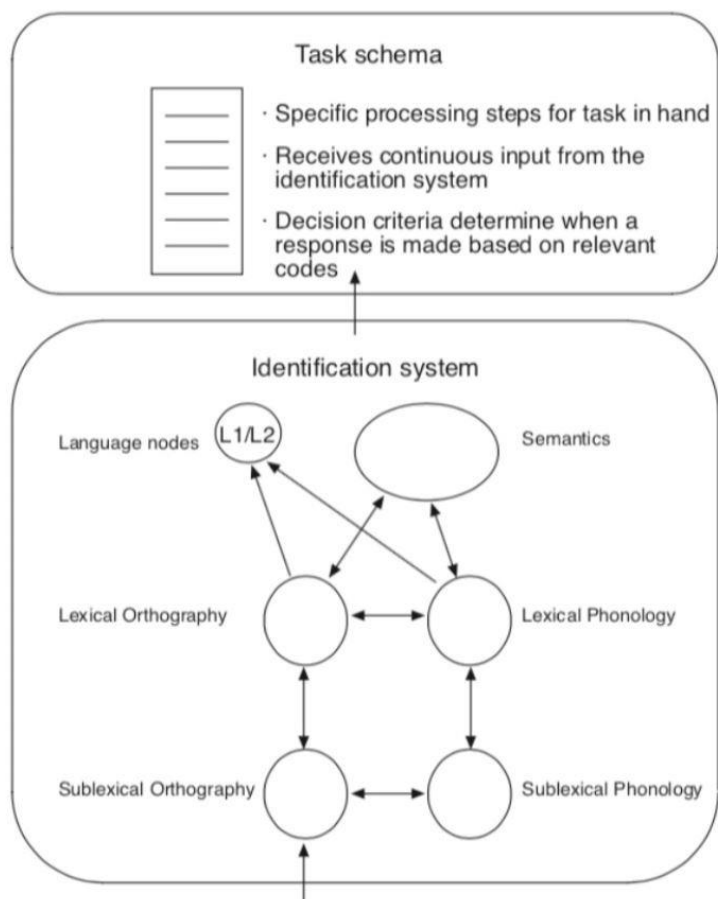 Task schema
· Specific processing steps for task in hand
· Receives continuous input from the
identification system
· Decision criteria determine when a
response is made based on relevant
codes
Identification system
Language nodes
L1/L2
Semantics
Lexical Orthography
Lexical Phonology
Sublexical Orthography
Sublexical Phonology